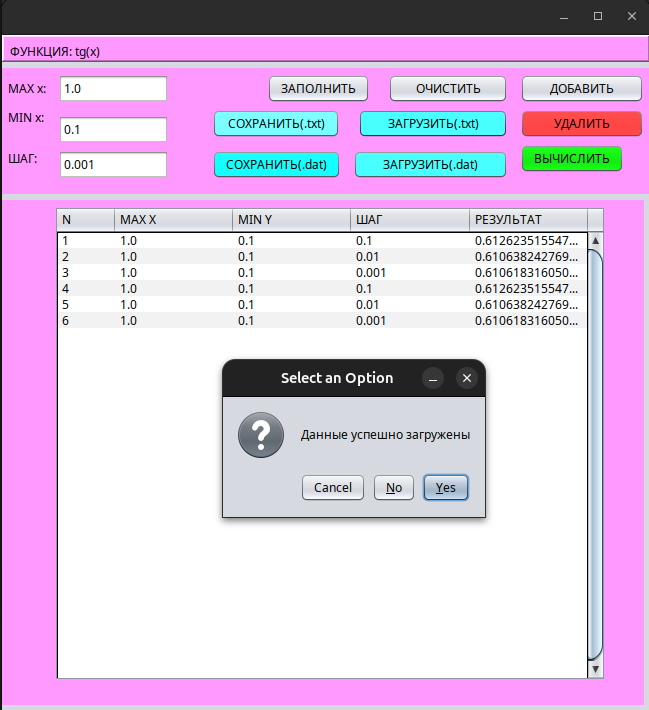 ФУНКЦИЯ: tg(x)
MAX x: 1.0 ЗАПОЛНИТЬ ОЧИСТИТЬ ДОБАВИТЬ
MIN x: 0.1 СОХРАНИТЬ(.txt) ЗАГРУЗИТЬ(.txt) УДАЛИТЬ
ШАГ: 0.001 СОХРАНИТЬ(.dat) ЗАГРУЗИТЬ(.dat) ВЫЧИСЛИТЬ
N MAX X MIN Y ШАГ РЕЗУЛЬТАТ
1 1.0 0.1 0.1 0.612623515547...
2 1.0 0.1 0.01 0.610638242769...
3 1.0 0.1 0.001 0.610618316050...
4 1.0 0.1 0.1 0.612623515547...
5 1.0 0.1 0.01 0.610638242769...
6 1.0 0.1 0.001 0.610618316050...
Select an Option
Данные успешно загружены
Cancel No Yes